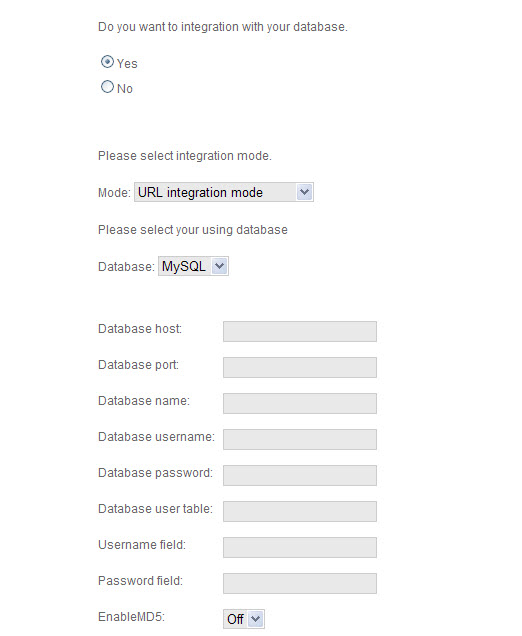 Do you want to integration with your database.
Yes
No
Please select integration mode.
Mode: URL integration mode
Please select your using database
Database: MySQL
Database host:
Database port:
Database name:
Database username:
Database password:
Database user table:
Username field:
Password field:
EnableMD5: Off